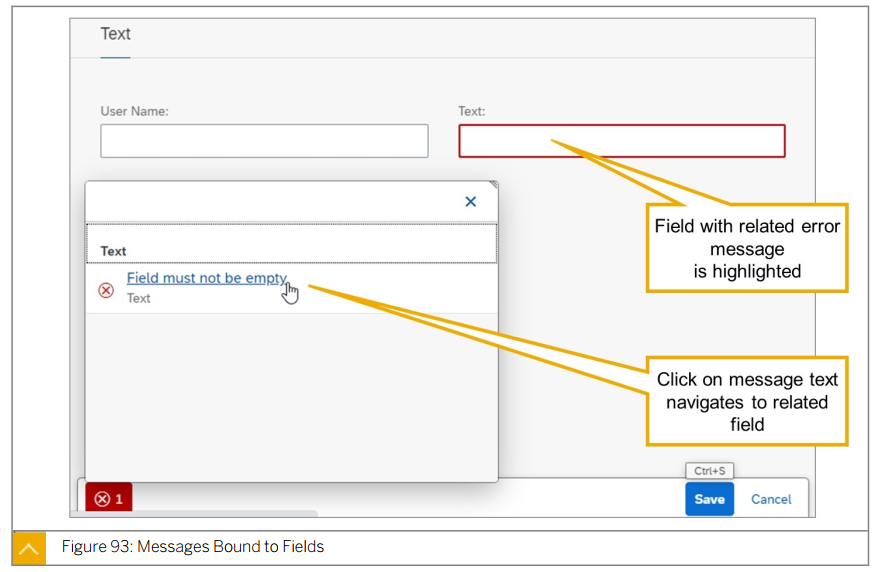 Text
User Name:
Text:
Field with related error
message
is highlighted
Text
Field must not be empty
Text
Click on message text
navigates to related
field
Ctrl+S
1
Save
Cancel
Figure 93: Messages Bound to Fields